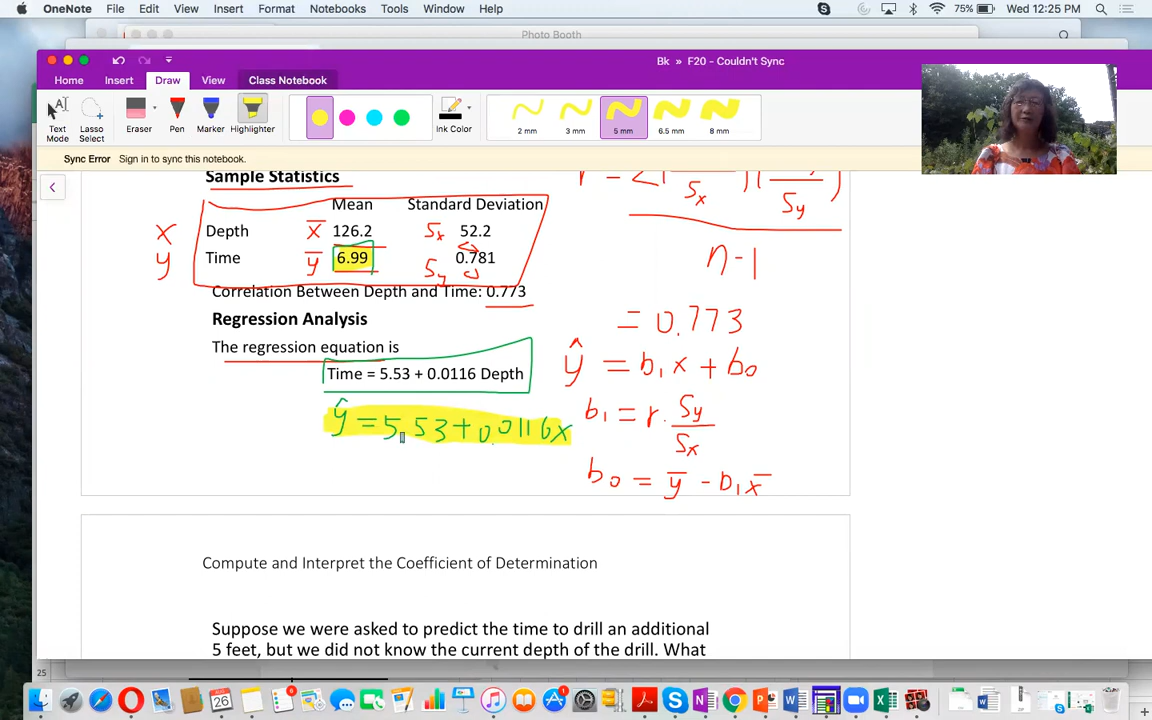 OneNote File Edit View Insert Format Notebooks Tools Window Help 75% Wed 12:25 PM
Photo Booth
Bk » F20 - Couldn't Sync
Home Insert Draw View Class Notebook
Text Mode Lasso Select Eraser Pen Marker Highlighter Ink Color 2 mm 3 mm 5 mm 6.5 mm 8 mm
Sync Error Sign in to sync this notebook.
Sample Statistics
Mean Standard Deviation
x Depth x̅ 126.2 Sx 52.2
y Time y̅ 6.99 Sy 0.781
Correlation Between Depth and Time: 0.773
Regression Analysis
The regression equation is
Time = 5.53 + 0.0116 Depth
ŷ = 5.53 + 0.0116x
Sx Sy
n-1
= 0.773
ŷ = b1x + b0
b1 = r. Sy
Sx
b0 = y̅ - b1x̅
Compute and Interpret the Coefficient of Determination
Suppose we were asked to predict the time to drill an additional
5 feet, but we did not know the current depth of the drill. What
25